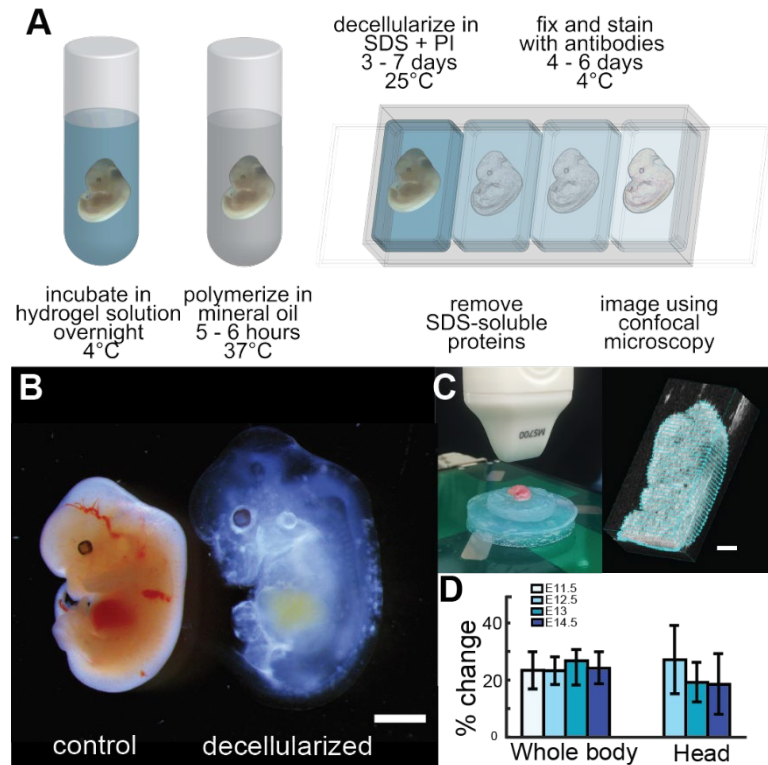 A
decellularize in
SDS + PI
3 - 7 days
25°C
fix and stain
with antibodies
4 - 6 days
4°C
incubate in
hydrogel solution
overnight
4°C
polymerize in
mineral oil
5 - 6 hours
37°C
remove
SDS-soluble
proteins
image using
confocal
microscopy
B
control
decellularized
C
MS700
D
E11.5
E12.5
E13
E14.5
% change
40
20
0
Whole body
Head